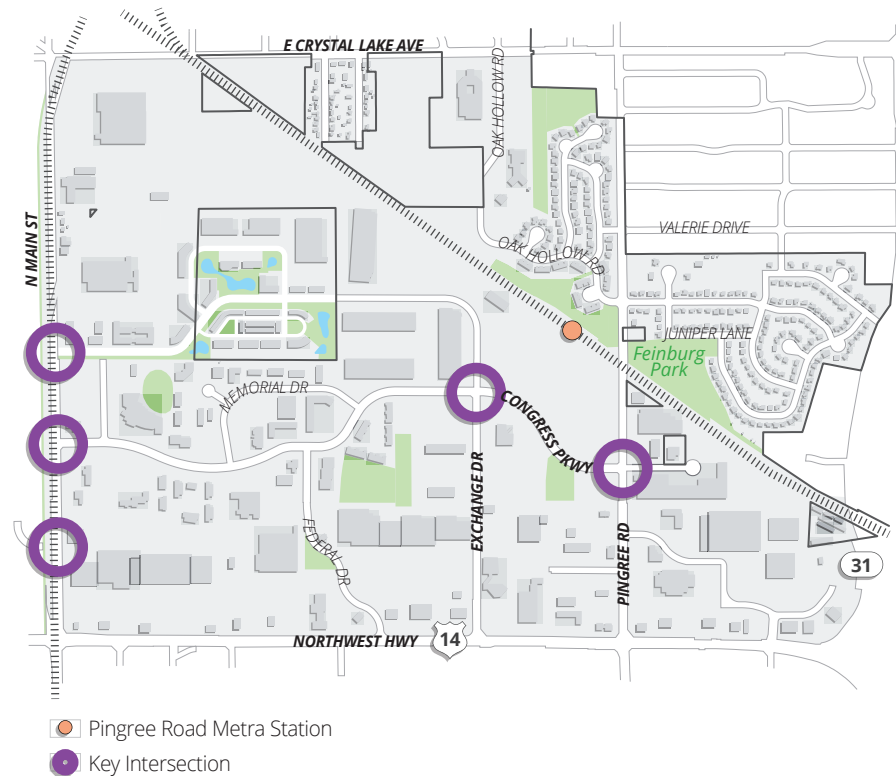 E CRYSTAL LAKE AVE
OAK HOLLOW RD
N MAIN ST
VALERIE DRIVE
OAK HOLLOW RD
JUNIPER LANE
Feinburg
Park
MEMORIAL DR
CONGRESS PKWY
EXCHANGE DR
PINGREE RD
FEDERAL DR
31
NORTHWEST HWY
14
Pingree Road Metra Station
Key Intersection